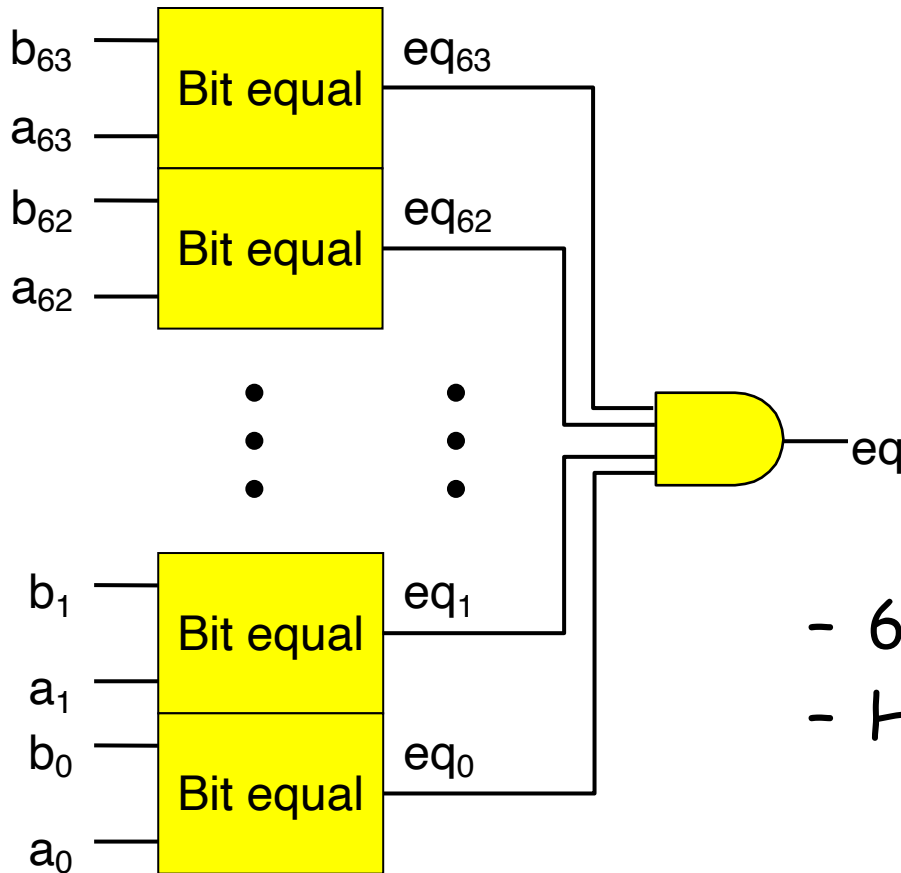 b₆₃
Bit equal
eq₆₃
a₆₃
b₆₂
Bit equal
eq₆₂
a₆₂
eq
b₁
Bit equal
eq₁
a₁
b₀
Bit equal
eq₀
a₀
- 6
-